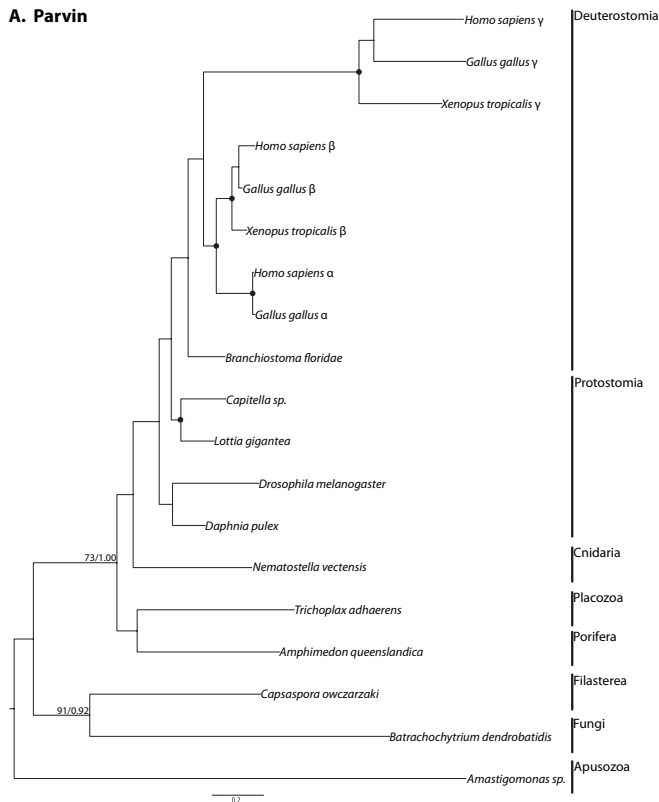 A. Parvin
Deuterostomia
Homo sapiens γ
Gallus gallus γ
Xenopus tropicalis γ
Homo sapiens β
Gallus gallus β
Xenopus tropicalis β
Homo sapiens α
Gallus gallus α
Branchiostoma floridae
Protostomia
Capitella sp.
Lottia gigantea
Drosophila melanogaster
Daphnia pulex
Cnidaria
73/1.00
Nematostella vectensis
Placozoa
Trichoplax adhaerens
Porifera
Amphimedon queenslandica
Filasterea
Capsaspora owczarzaki
91/0.92
Fungi
Batrachochytrium dendrobatidis
Apusozoa
Amastigomonas sp.
0.2